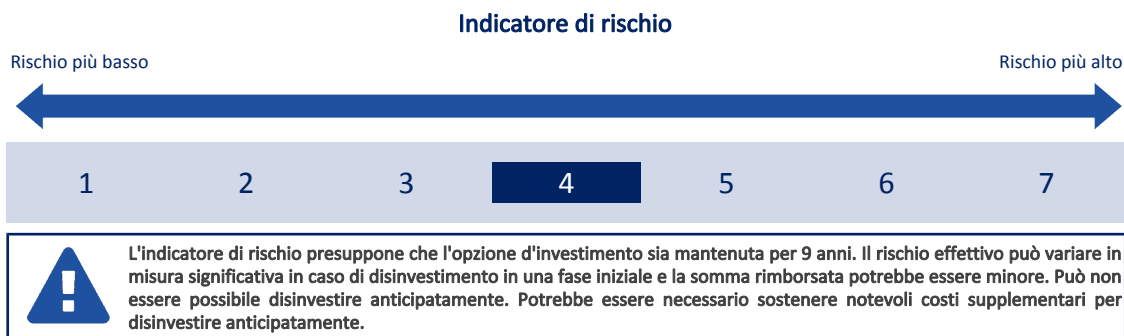 Indicatore di rischio
Rischio più basso Rischio più alto
1 2 3 4 5 6 7
L'indicatore di rischio presuppone che l'opzione d'investimento sia mantenuta per 9 anni. Il rischio effettivo può variare in
misura significativa in caso di disinvestimento in una fase iniziale e la somma rimborsata potrebbe essere minore. Può non
essere possibile disinvestire anticipatamente. Potrebbe essere necessario sostenere notevoli costi supplementari per
disinvestire anticipatamente.